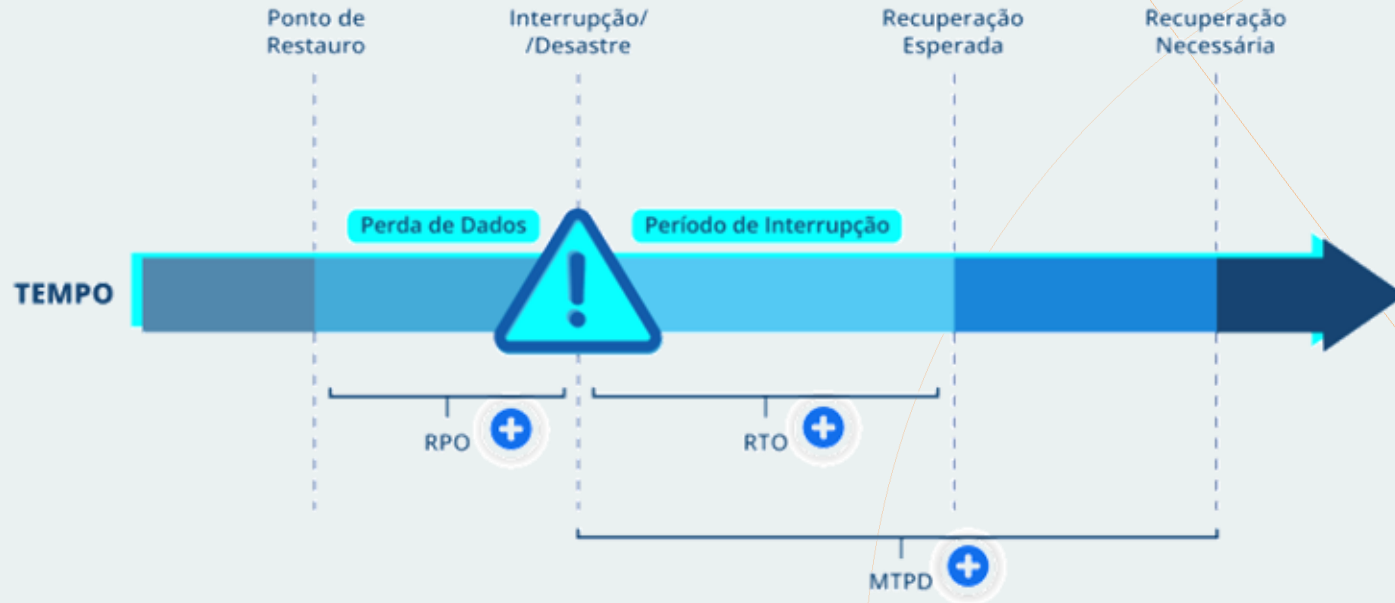 Ponto de
Restauro
Interrupção/
/Desastre
Recuperação
Esperada
Recuperação
Necessária
Perda de Dados
Período de Interrupção
TEMPO
RPO
RTO
MTPD